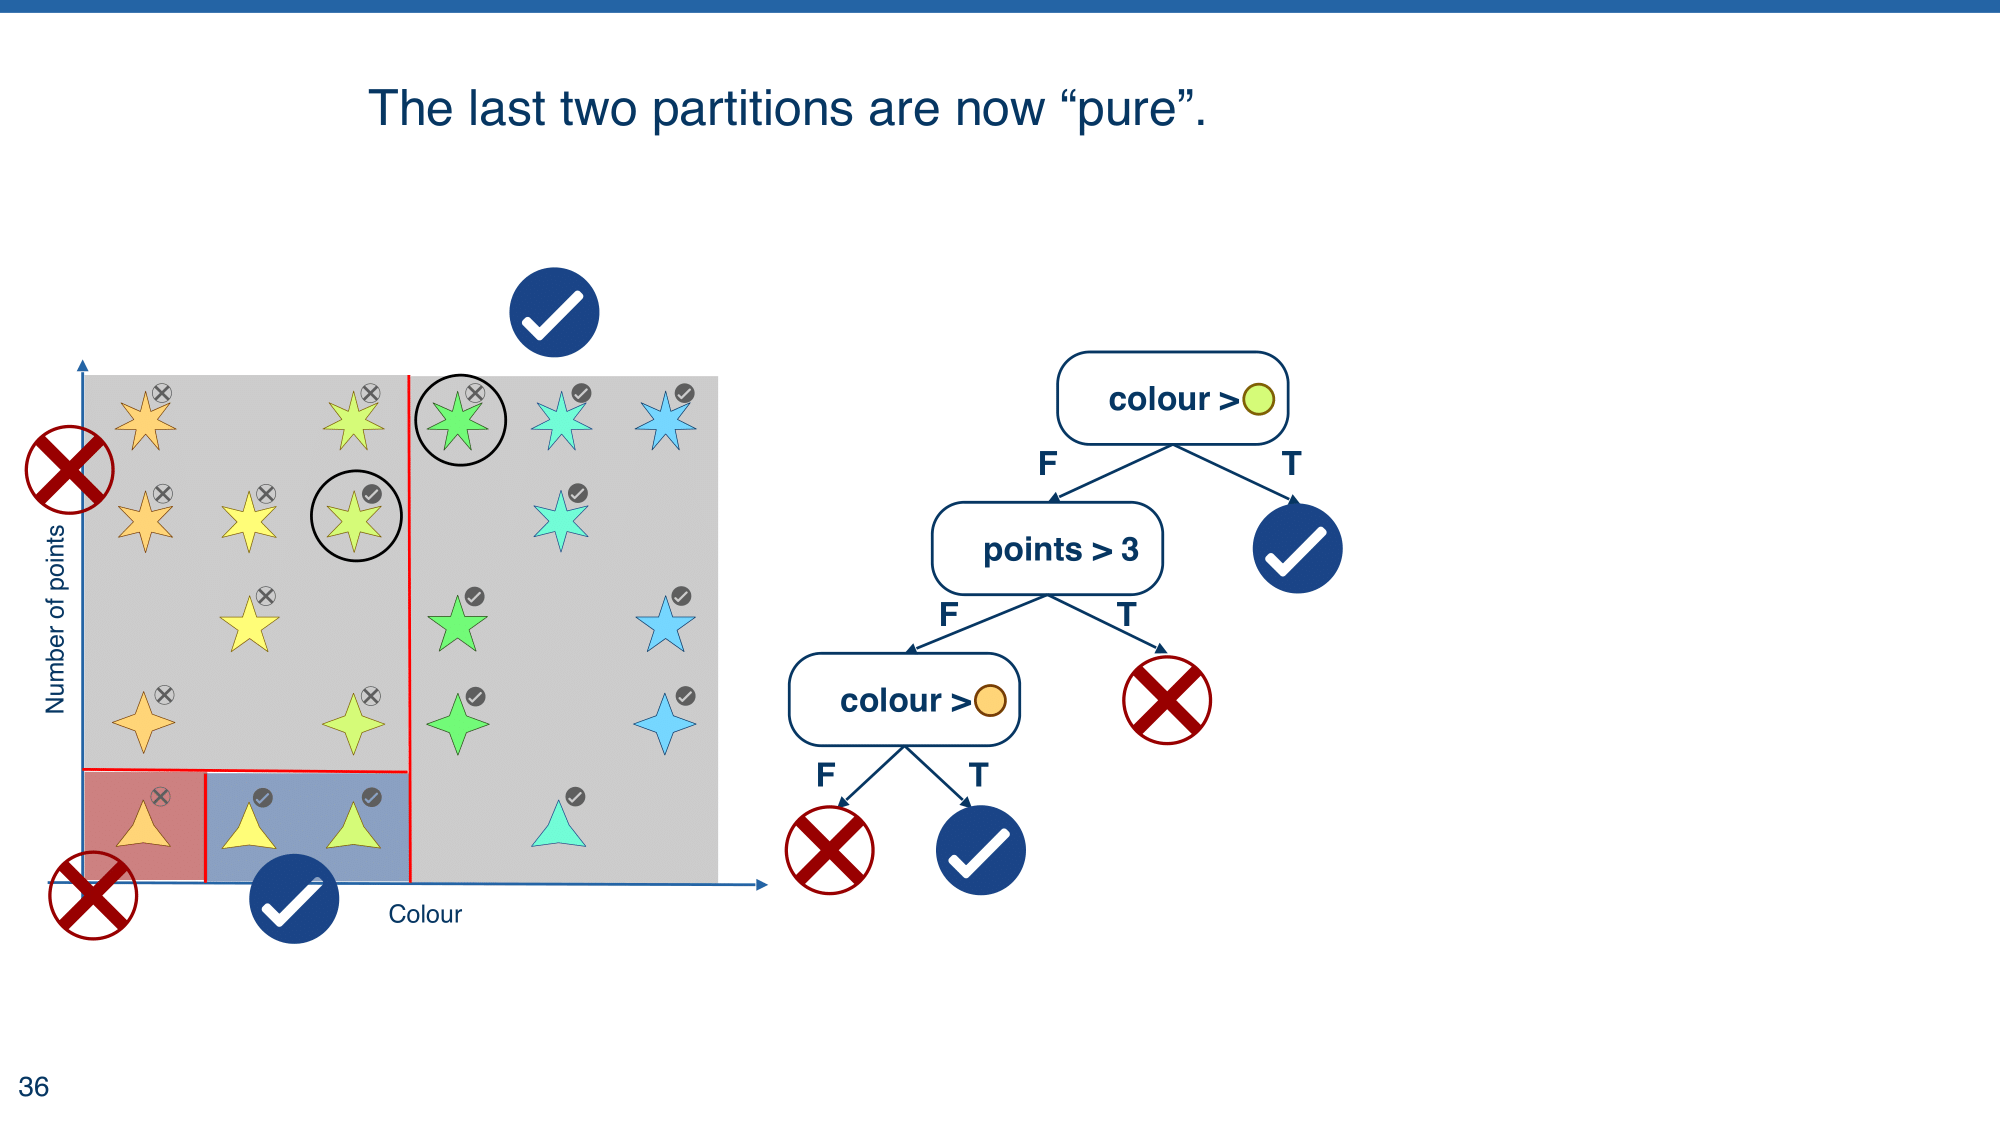 The last two partitions are now “pure”.
Number of points
Colour
colour >
F
T
points > 3
F
T
colour >
F
T
36